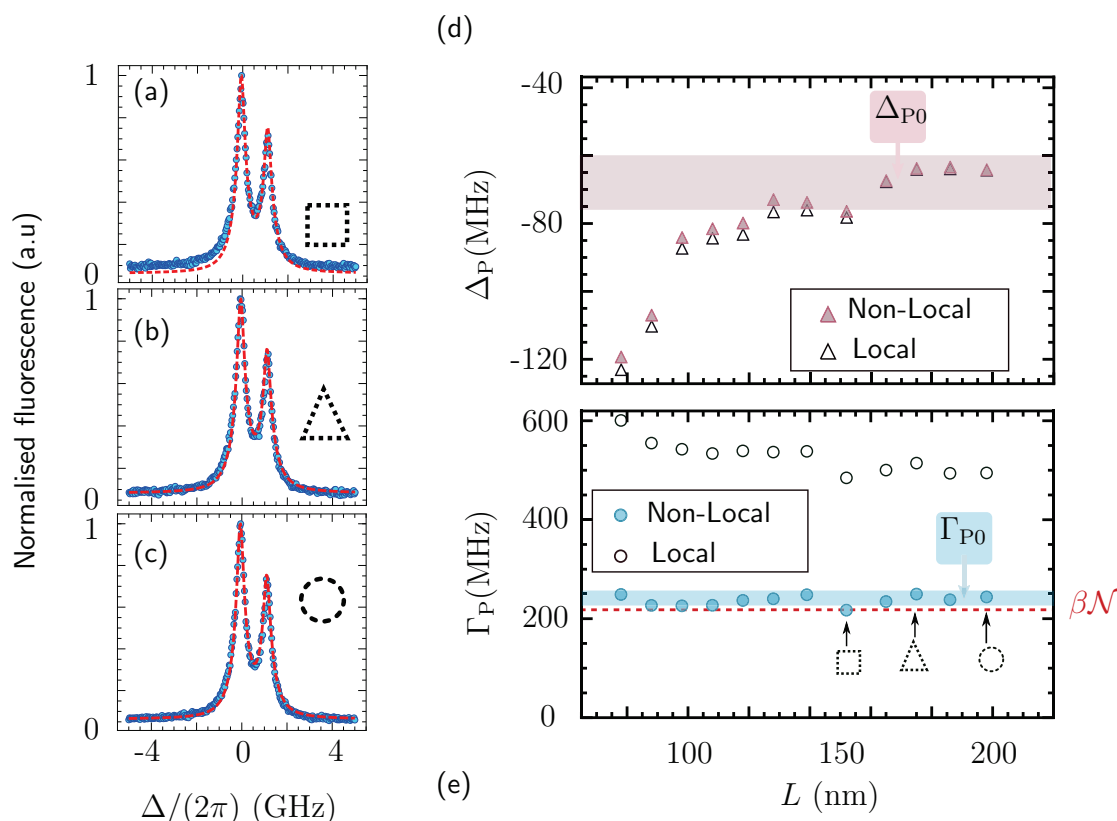 Normalised fluorescence (a.u)
(a)
1
0
(b)
1
0
(c)
1
0
-4
0
4
Δ/(2π) (GHz)
(d)
Δ_P(MHz)
-40
-80
-120
Δ_P0
Non-Local
Local
(e)
Γ_P(MHz)
600
400
200
0
Non-Local
Local
Γ_P0
β𝒩
100
150
200
L (nm)